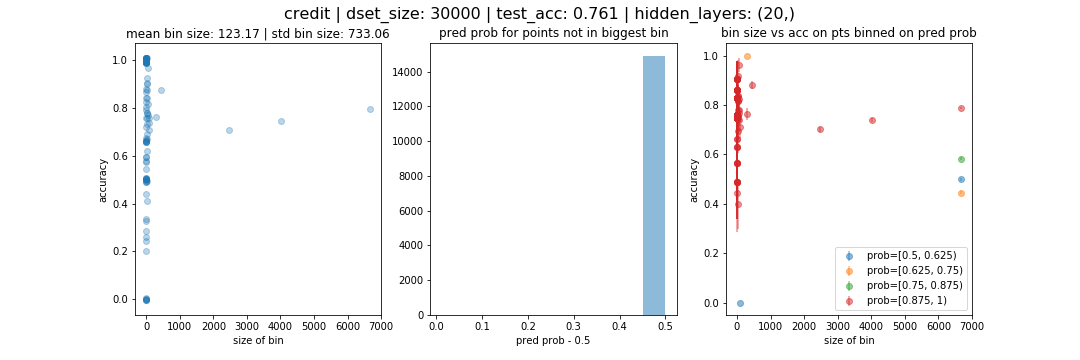 credit | dset_size: 30000 | test_acc: 0.761 | hidden_layers: (20,)
mean bin size: 123.17 | std bin size: 733.06
1.0
0.8
0.6
0.4
0.2
0.0
accuracy
0 1000 2000 3000 4000 5000 6000 7000
size of bin
pred prob for points not in biggest bin
14000
12000
10000
8000
6000
4000
2000
0
0.0 0.1 0.2 0.3 0.4 0.5
pred prob - 0.5
bin size vs acc on pts binned on pred prob
1.0
0.8
0.6
0.4
0.2
0.0
accuracy
prob=[0.5, 0.625)
prob=[0.625, 0.75)
prob=[0.75, 0.875)
prob=[0.875, 1)
0 1000 2000 3000 4000 5000 6000 7000
size of bin